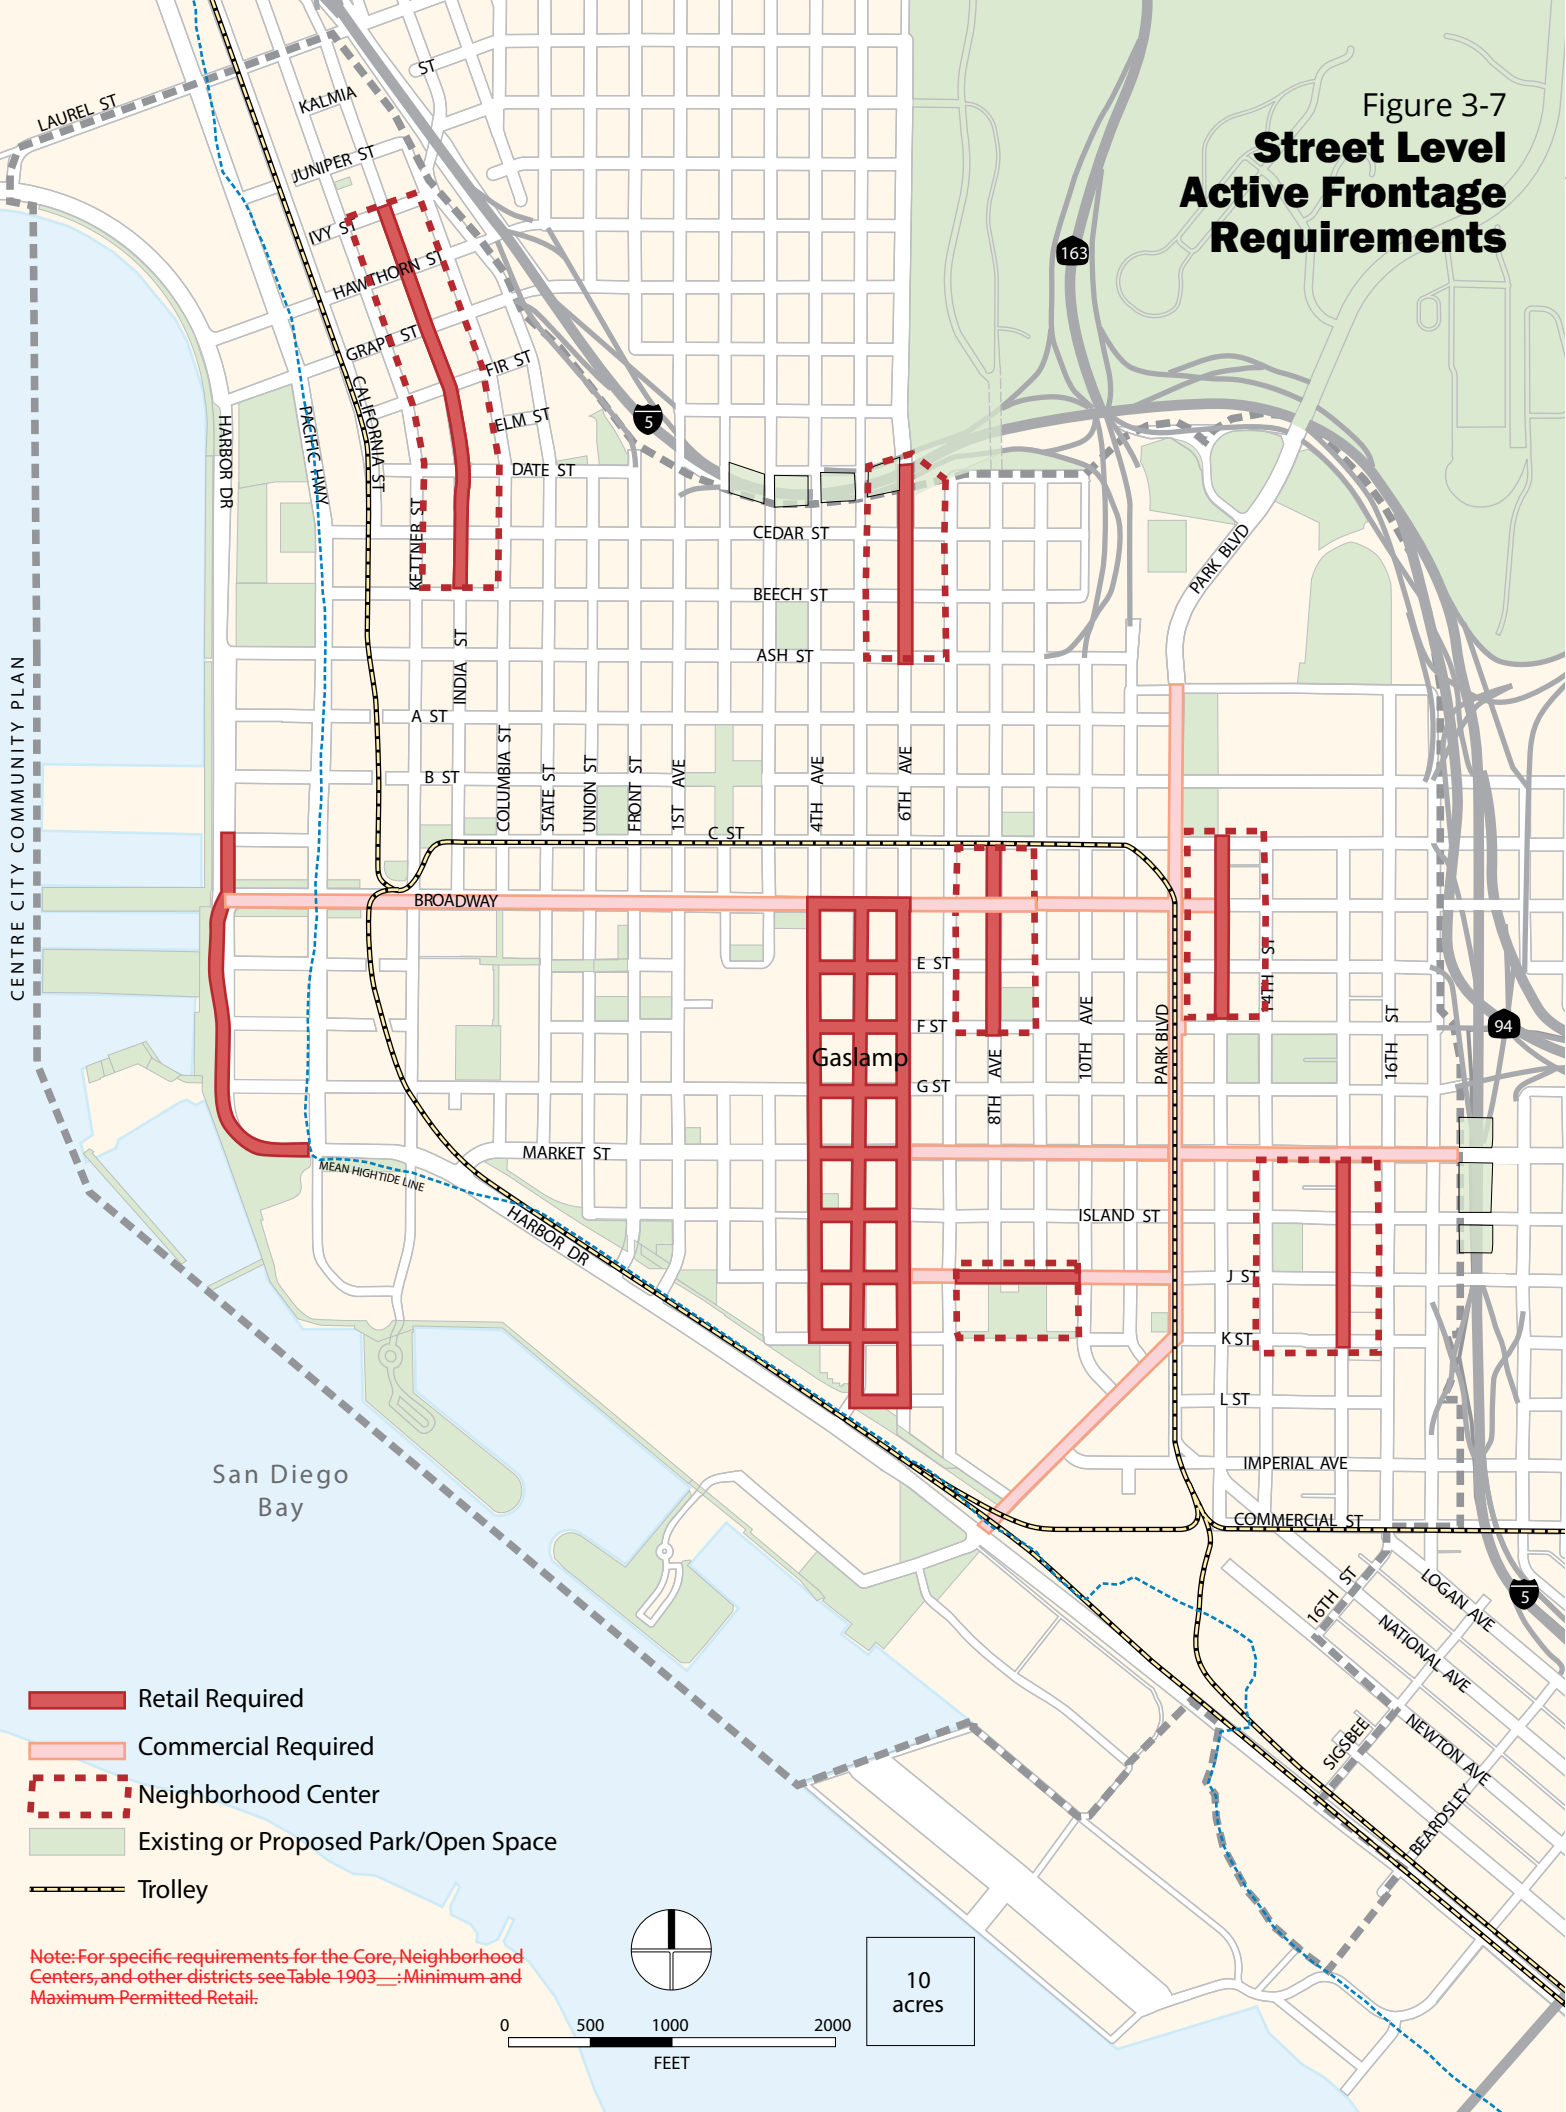 Figure 3-7
Street Level
Active Frontage
Requirements
LAUREL ST
ST
KALMIA
JUNIPER ST
IVY ST
HAWTHORN ST
GRAPE ST
FIR ST
ELM ST
DATE ST
163
5
HARBOR DR
PACIFIC HWY
CALIFORNIA ST
KETTNER ST
CEDAR ST
BEECH ST
ASH ST
PARK BLVD
INDIA ST
A ST
B ST
COLUMBIA ST
STATE ST
UNION ST
FRONT ST
1ST AVE
C ST
4TH AVE
6TH AVE
CENTRE CITY COMMUNITY PLAN
BROADWAY
E ST
F ST
G ST
Gaslamp
8TH AVE
10TH AVE
PARK BLVD
14TH ST
16TH ST
94
MARKET ST
MEAN HIGHTIDE LINE
HARBOR DR
ISLAND ST
J ST
K ST
L ST
IMPERIAL AVE
COMMERCIAL ST
San Diego
Bay
16TH ST
LOGAN AVE
5
NATIONAL AVE
SIGSBEE
NEWTON AVE
BEARDSLEY
Retail Required
Commercial Required
Neighborhood Center
Existing or Proposed Park/Open Space
Trolley
Note: For specific requirements for the Core, Neighborhood
Centers, and other districts see Table 1903__: Minimum and
Maximum Permitted Retail.
0 500 1000 2000
FEET
10
acres